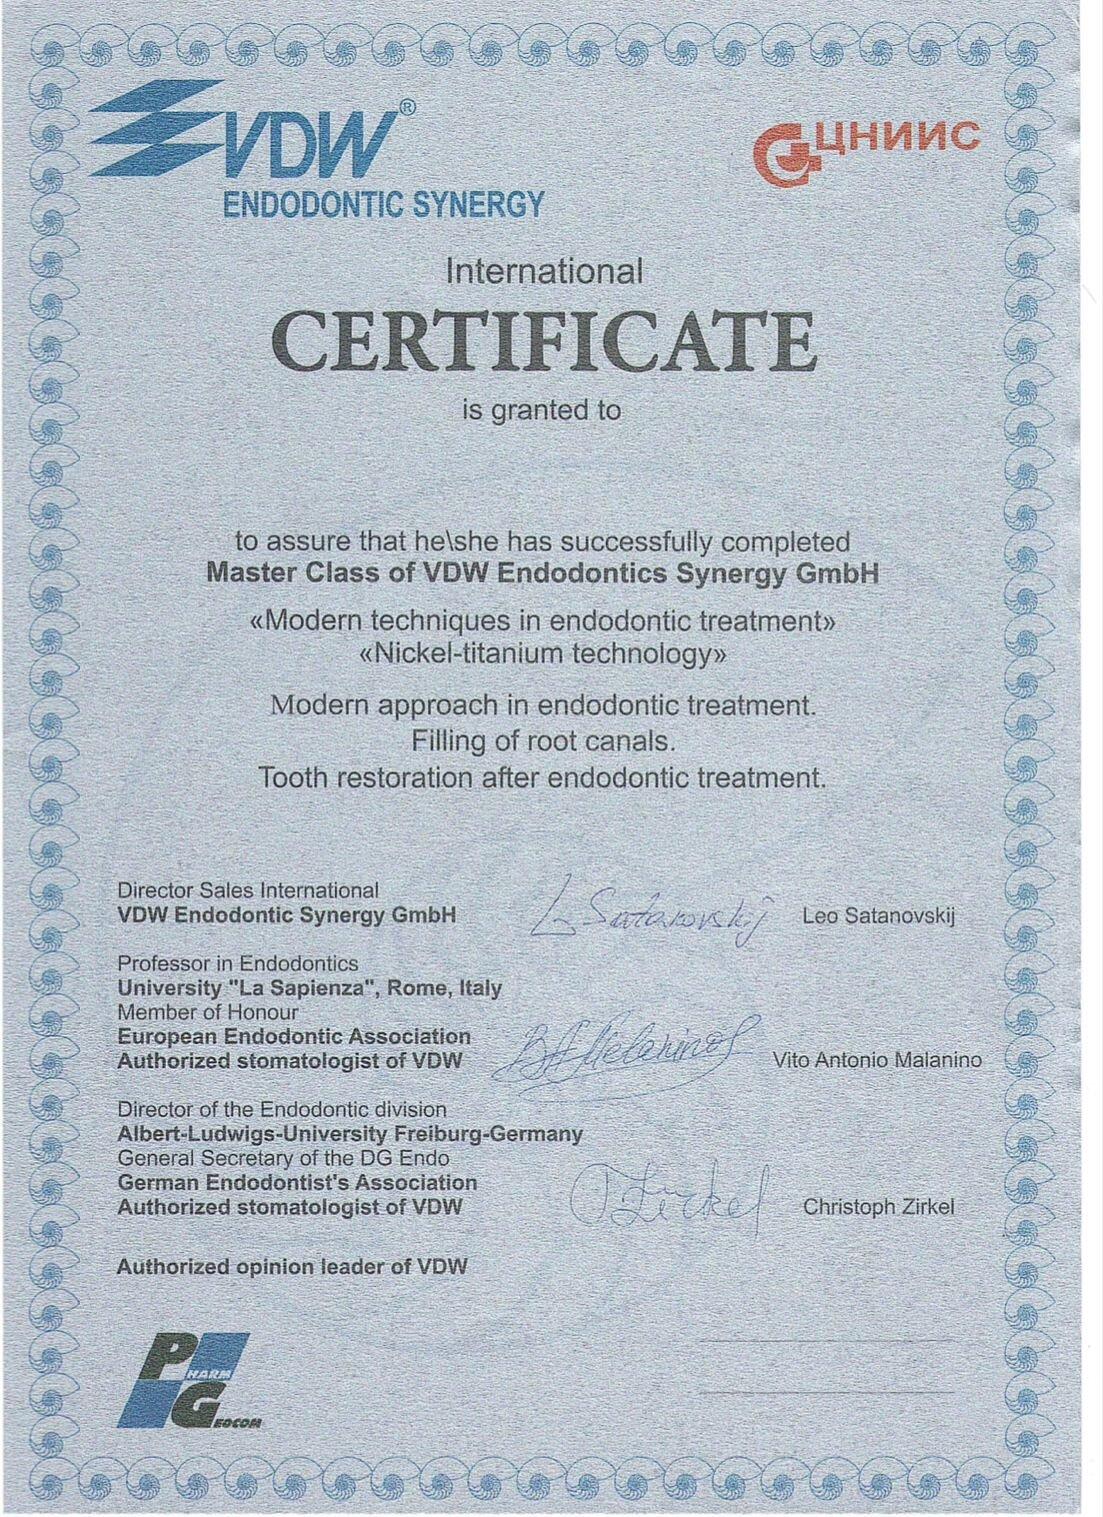 VDW®
ENDODONTIC SYNERGY
ЦНИИС
International
CERTIFICATE
is granted to
to assure that he\she has successfully completed
Master Class of VDW Endodontics Synergy GmbH
«Modern techniques in endodontic treatment»
«Nickel-titanium technology»
Modern approach in endodontic treatment.
Filling of root canals.
Tooth restoration after endodontic treatment.
Director Sales International
VDW Endodontic Synergy GmbH
L. Satanovskij
Leo Satanovskij
Professor in Endodontics
University "La Sapienza", Rome, Italy
Member of Honour
European Endodontic Association
Authorized stomatologist of VDW
Vito Antonio Malanino
Director of the Endodontic division
Albert-Ludwigs-University Freiburg-Germany
General Secretary of the DG Endo
German Endodontist's Association
Authorized stomatologist of VDW
Zirkel
Christoph Zirkel
Authorized opinion leader of VDW
PHARM
GEOCOM